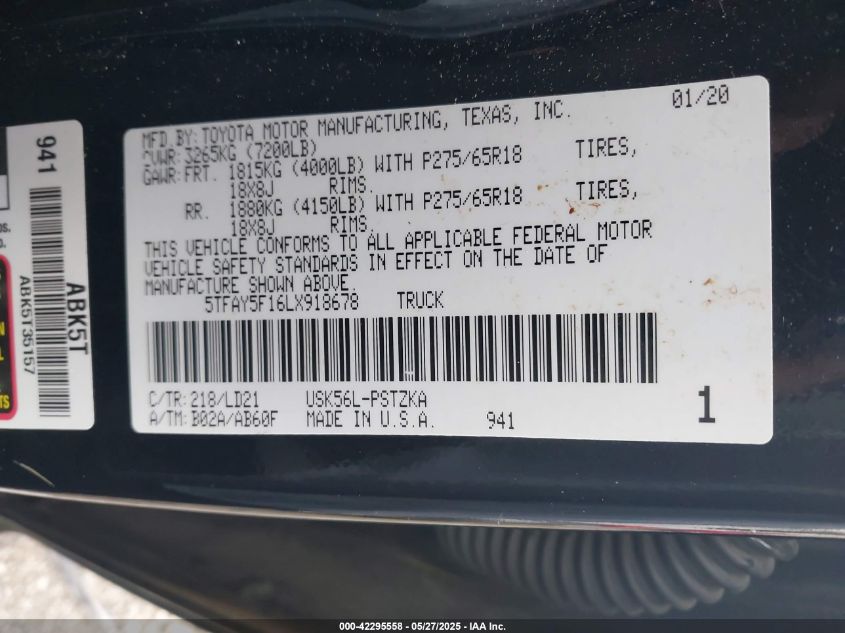 MFD BY: TOYOTA MOTOR MANUFACTURING, TEXAS, INC. 01/20
GVWR: 3265KG (7200LB)
GAWR: FRT. 1815KG (4000LB) WITH P275/65R18 TIRES,
18X8J RIMS.
RR. 1880KG (4150LB) WITH P275/65R18 TIRES,
18X8J RIMS.
THIS VEHICLE CONFORMS TO ALL APPLICABLE FEDERAL MOTOR
VEHICLE SAFETY STANDARDS IN EFFECT ON THE DATE OF
MANUFACTURE SHOWN ABOVE.
5TFAY5F16LX918678 TRUCK
C/TR: 218/LD21 USK56L-PSTZKA
A/TM: B02A/AB60F MADE IN U.S.A. 941
1
941
ABK5T
ABK5T35157
000-42295558 - 05/27/2025 - IAA Inc.